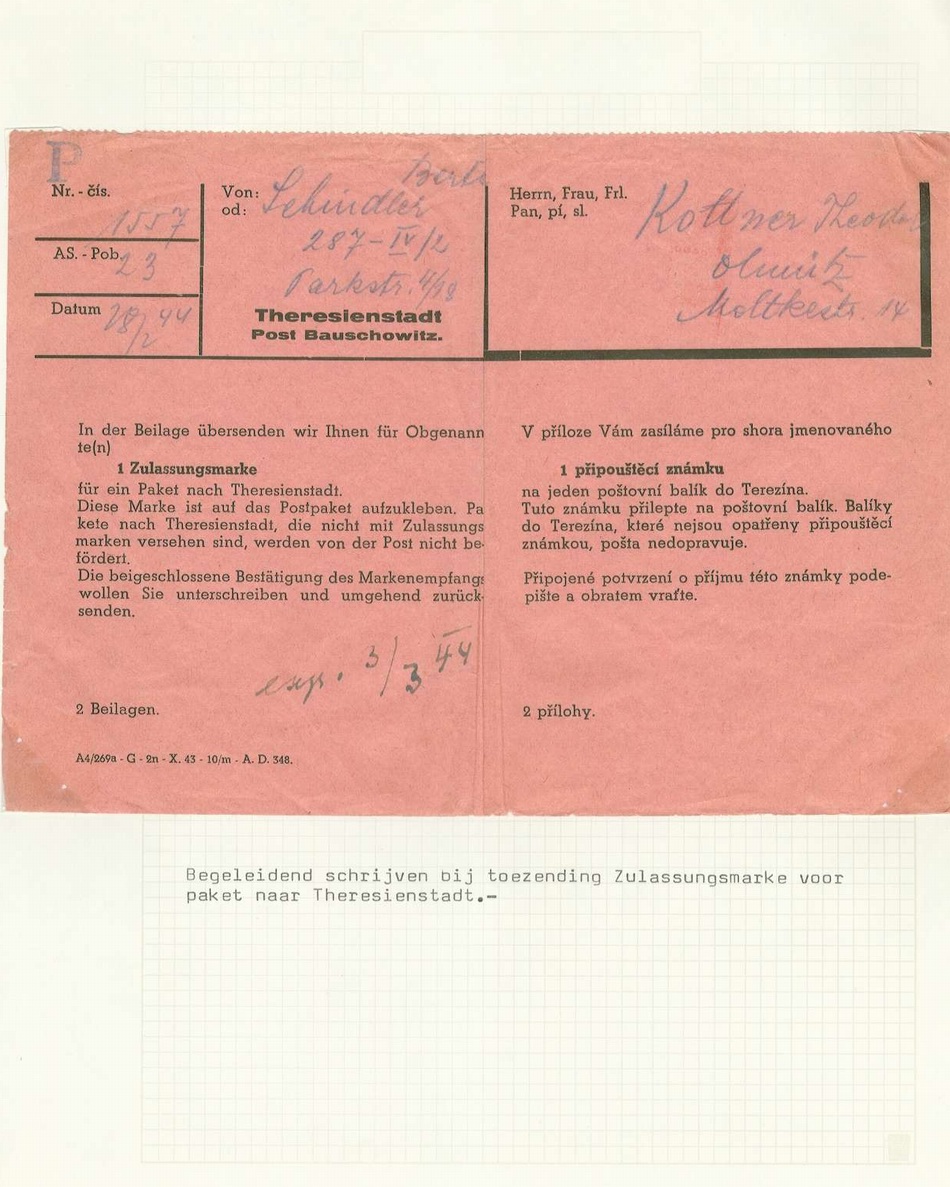 P
Nr. - čís.
1557
AS. - Pob.
23
Datum
28/2 44
Von:
od:
Berta
Schindler
287-IV/2
Parkstr. 4/18
Theresienstadt
Post Bauschowitz.
Herrn, Frau, Frl.
Pan, pí, sl.
Kottner Theodor
Olmütz
Moltkestr. 14
In der Beilage übersenden wir Ihnen für Obgenann
te(n)
1 Zulassungsmarke
für ein Paket nach Theresienstadt.
Diese Marke ist auf das Postpaket aufzukleben. Pa
kete nach Theresienstadt, die nicht mit Zulassungs
marken versehen sind, werden von der Post nicht be-
fördert.
Die beigeschlossene Bestätigung des Markenempfangs
wollen Sie unterschreiben und umgehend zurück-
senden.
exp. 3/3 44
2 Beilagen.
A4/269a - G - 2n - X. 43 - 10/m - A. D. 348.
V příloze Vám zasíláme pro shora jmenovaného
1 připouštěcí známku
na jeden poštovní balík do Terezína.
Tuto známku přilepte na poštovní balík. Balíky
do Terezína, které nejsou opatřeny připouštěcí
známkou, pošta nedopravuje.
Připojené potvrzení o příjmu této známky pode-
pište a obratem vraťte.
2 přílohy.
Begeleidend schrijven bij toezending Zulassungsmarke voor
paket naar Theresienstadt.-